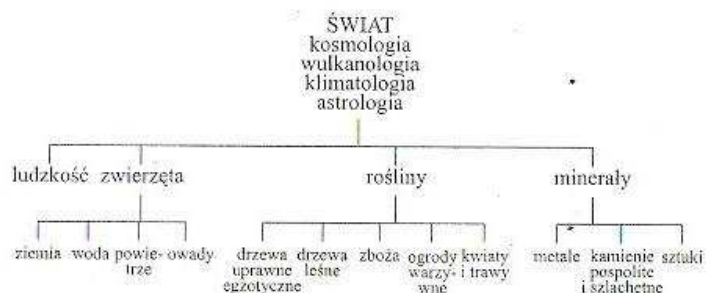 ŚWIAT
kosmologia
wulkanologia
klimatologia
astrologia
ludzkość zwierzęta rośliny minerały
ziemia woda powie- owady drzewa drzewa zboża ogrody kwiaty metale kamienie sztuki
trze uprawne leśne warzy- i trawy pospolite
egzotyczne wne i szlachetne